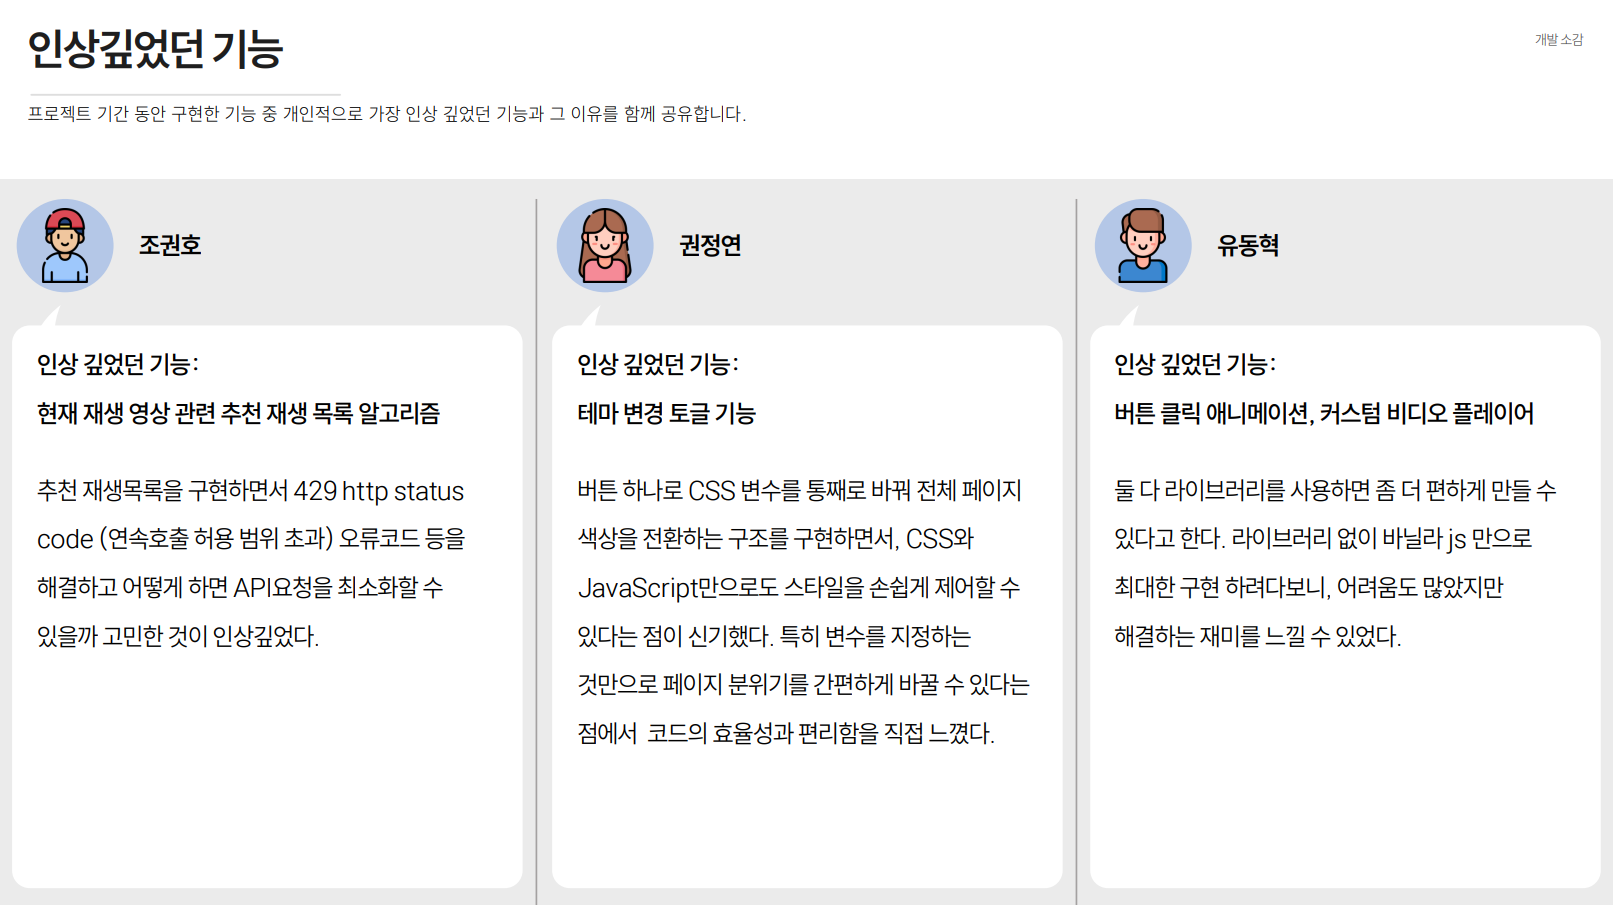 인상깊었던 기능
개발 소감
프로젝트 기간 동안 구현한 기능 중 개인적으로 가장 인상 깊었던 기능과 그 이유를 함께 공유합니다.
조권호
인상 깊었던 기능:
현재 재생 영상 관련 추천 재생 목록 알고리즘
추천 재생목록을 구현하면서 429 http status
code (연속호출 허용 범위 초과) 오류코드 등을
해결하고 어떻게 하면 API요청을 최소화할 수
있을까 고민한 것이 인상깊었다.
권정연
인상 깊었던 기능:
테마 변경 토글 기능
버튼 하나로 CSS 변수를 통째로 바꿔 전체 페이지
색상을 전환하는 구조를 구현하면서, CSS와
JavaScript만으로도 스타일을 손쉽게 제어할 수
있다는 점이 신기했다. 특히 변수를 지정하는
것만으로 페이지 분위기를 간편하게 바꿀 수 있다는
점에서 코드의 효율성과 편리함을 직접 느꼈다.
유동혁
인상 깊었던 기능:
버튼 클릭 애니메이션, 커스텀 비디오 플레이어
둘 다 라이브러리를 사용하면 좀 더 편하게 만들 수
있다고 한다. 라이브러리 없이 바닐라 js 만으로
최대한 구현 하려다보니, 어려움도 많았지만
해결하는 재미를 느낄 수 있었다.